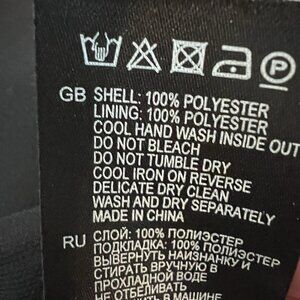 P
GB SHELL: 100% POLYESTER
LINING: 100% POLYESTER
COOL HAND WASH INSIDE OUT
DO NOT BLEACH
DO NOT TUMBLE DRY
COOL IRON ON REVERSE
DELICATE DRY CLEAN
WASH AND DRY SEPARATELY
MADE IN CHINA
RU СЛОЙ: 100% ПОЛИЭСТЕР
ПОДКЛАДКА: 100% ПОЛИЭСТЕР
ВЫВЕРНУТЬ НАИЗНАНКУ И
СТИРАТЬ ВРУЧНУЮ В
ПРОХЛАДНОЙ ВОДЕ
НЕ ОТБЕЛИВАТЬ
В МАШИНЕ